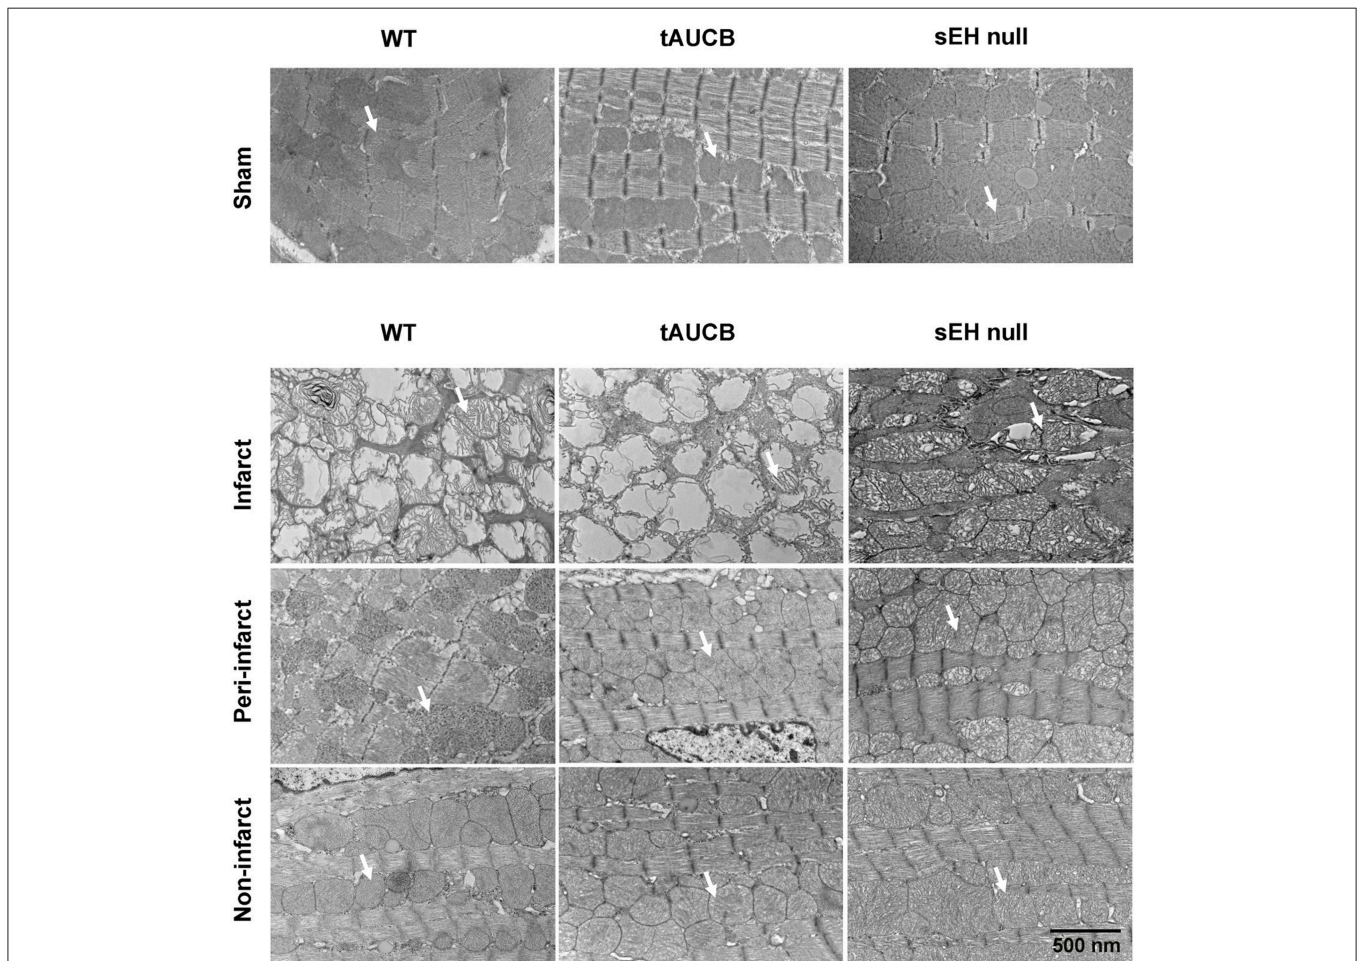 WT tAUCB sEH null
Sham
WT tAUCB sEH null
Infarct
Peri-infarct
Non-infarct
500 nm